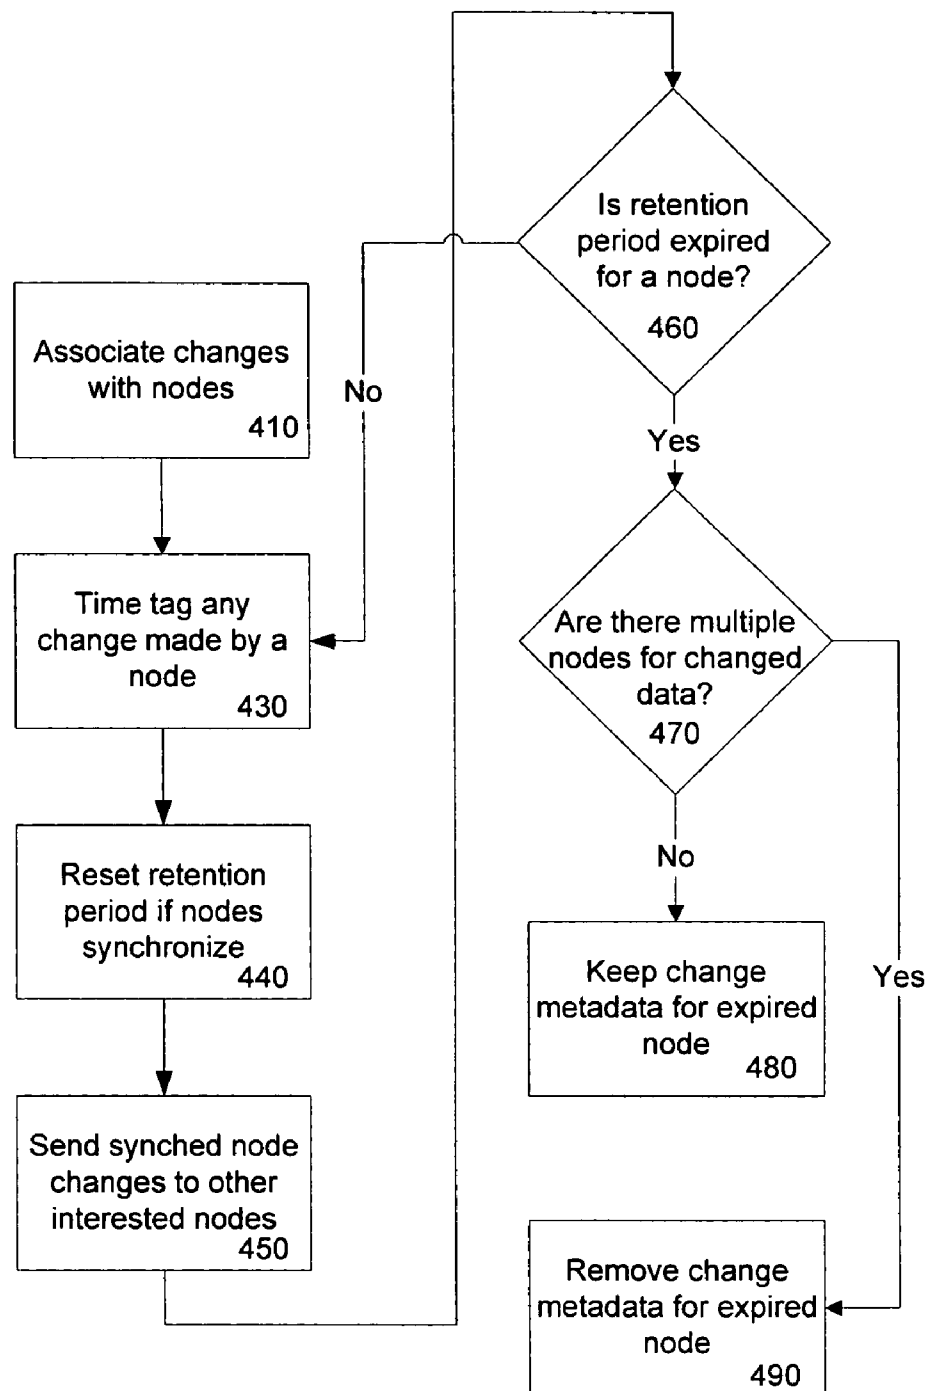 Associate changes
with nodes
410
Time tag any
change made by a
node
430
Reset retention
period if nodes
synchronize
440
Send synched node
changes to other
interested nodes
450
Is retention
period expired
for a node?
460
No
Yes
Are there multiple
nodes for changed
data?
470
No
Yes
Keep change
metadata for expired
node
480
Remove change
metadata for expired
node
490